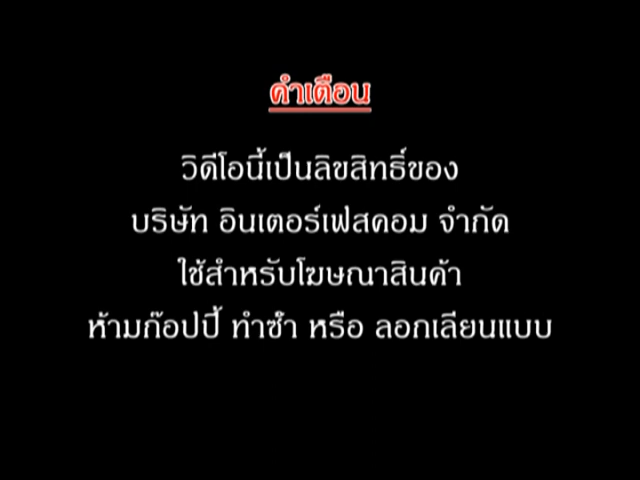 คำเตือน
วิดีโอนี้เป็นลิขสิทธิ์ของ
บริษัท อินเตอร์เฟสคอม จำกัด
ใช้สำหรับโฆษณาสินค้า
ห้ามก๊อปปี้ ทำซ้ำ หรือ ลอกเลียนแบบ